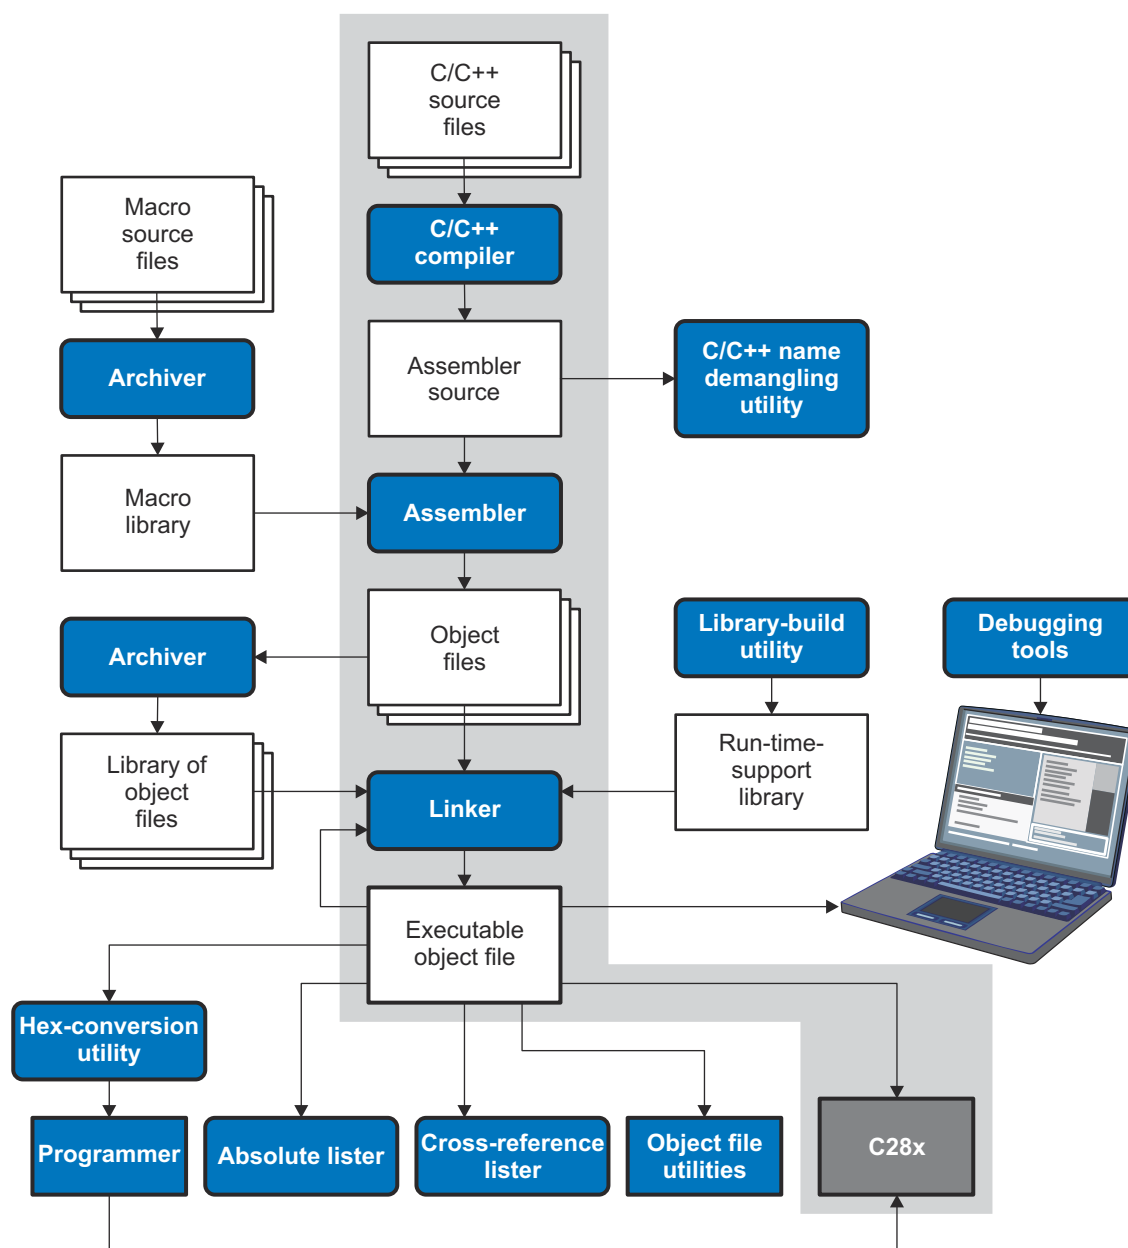 C/C++
source
files
Macro
source
files
C/C++
compiler
Archiver
Assembler
source
C/C++ name
demangling
utility
Macro
library
Assembler
Archiver
Object
files
Library-build
utility
Debugging
tools
Library of
object
files
Linker
Run-time-
support
library
Executable
object file
Hex-conversion
utility
Programmer
Absolute lister
Cross-reference
lister
Object file
utilities
C28x